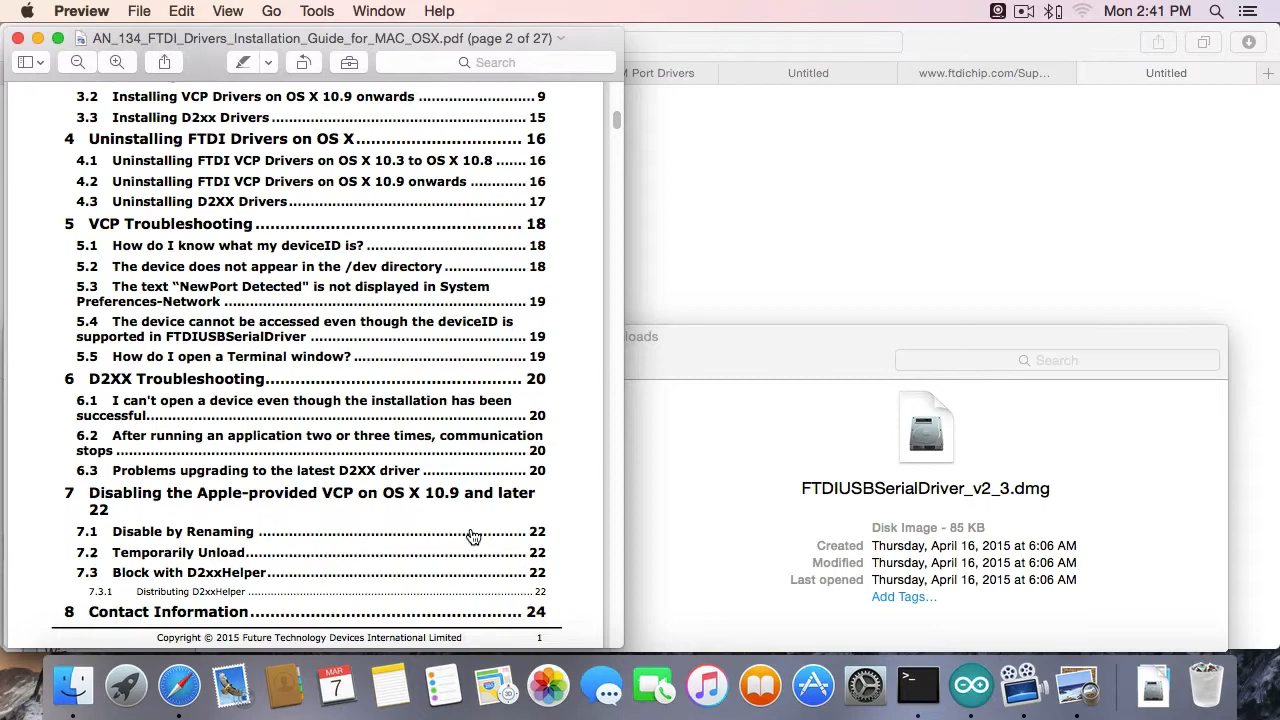 Preview File Edit View Go Tools Window Help Mon 2:41 PM
AN_134_FTDI_Drivers_Installation_Guide_for_MAC_OSX.pdf (page 2 of 27)
Search
M Port Drivers Untitled www.ftdichip.com/Sup... Untitled
3.2 Installing VCP Drivers on OS X 10.9 onwards ........................... 9
3.3 Installing D2xx Drivers ........................... 15
4 Uninstalling FTDI Drivers on OS X........................... 16
4.1 Uninstalling FTDI VCP Drivers on OS X 10.3 to OS X 10.8 ....... 16
4.2 Uninstalling FTDI VCP Drivers on OS X 10.9 onwards ............. 16
4.3 Uninstalling D2XX Drivers........................... 17
5 VCP Troubleshooting ........................... 18
5.1 How do I know what my deviceID is? ........................... 18
5.2 The device does not appear in the /dev directory .................. 18
5.3 The text “NewPort Detected" is not displayed in System
Preferences-Network ........................... 19
5.4 The device cannot be accessed even though the deviceID is
supported in FTDIUSBSerialDriver ........................... 19
5.5 How do I open a Terminal window? ........................... 19
6 D2XX Troubleshooting........................... 20
6.1 I can't open a device even though the installation has been
successful........................... 20
6.2 After running an application two or three times, communication
stops ........................... 20
6.3 Problems upgrading to the latest D2XX driver ....................... 20
7 Disabling the Apple-provided VCP on OS X 10.9 and later
22
7.1 Disable by Renaming ........................... 22
7.2 Temporarily Unload........................... 22
7.3 Block with D2xxHelper........................... 22
7.3.1 Distributing D2xxHelper ........................... 22
8 Contact Information........................... 24
Copyright © 2015 Future Technology Devices International Limited 1
loads
Search
FTDIUSBSerialDriver_v2_3.dmg
Disk Image - 85 KB
Created Thursday, April 16, 2015 at 6:06 AM
Modified Thursday, April 16, 2015 at 6:06 AM
Last opened Thursday, April 16, 2015 at 6:06 AM
Add Tags...
MAR
7
>_